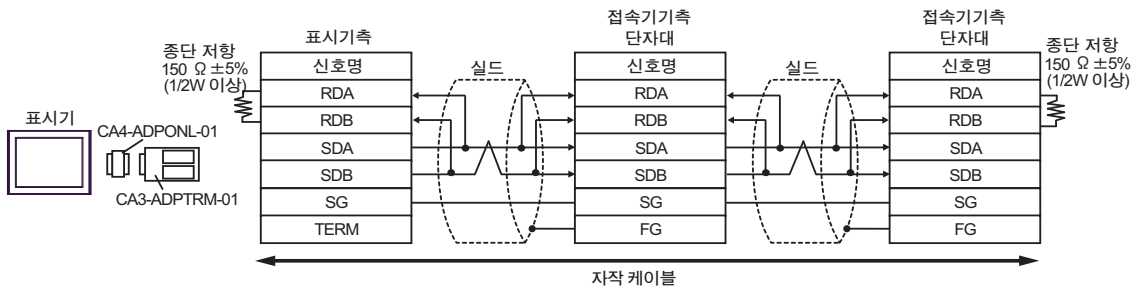 종단 저항
150 Ω ±5%
(1/2W 이상)
표시기
CA4-ADPONL-01
CA3-ADPTRM-01
표시기측
신호명
RDA
RDB
SDA
SDB
SG
TERM
실드
접속기기측
단자대
신호명
RDA
RDB
SDA
SDB
SG
FG
실드
접속기기측
단자대
신호명
RDA
RDB
SDA
SDB
SG
FG
종단 저항
150 Ω ±5%
(1/2W 이상)
자작 케이블